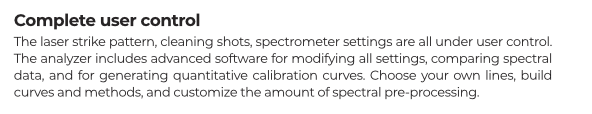 Complete user control
The laser strike pattern, cleaning shots, spectrometer settings are all under user control.
The analyzer includes advanced software for modifying all settings, comparing spectral
data, and for generating quantitative calibration curves. Choose your own lines, build
curves and methods, and customize the amount of spectral pre-processing.